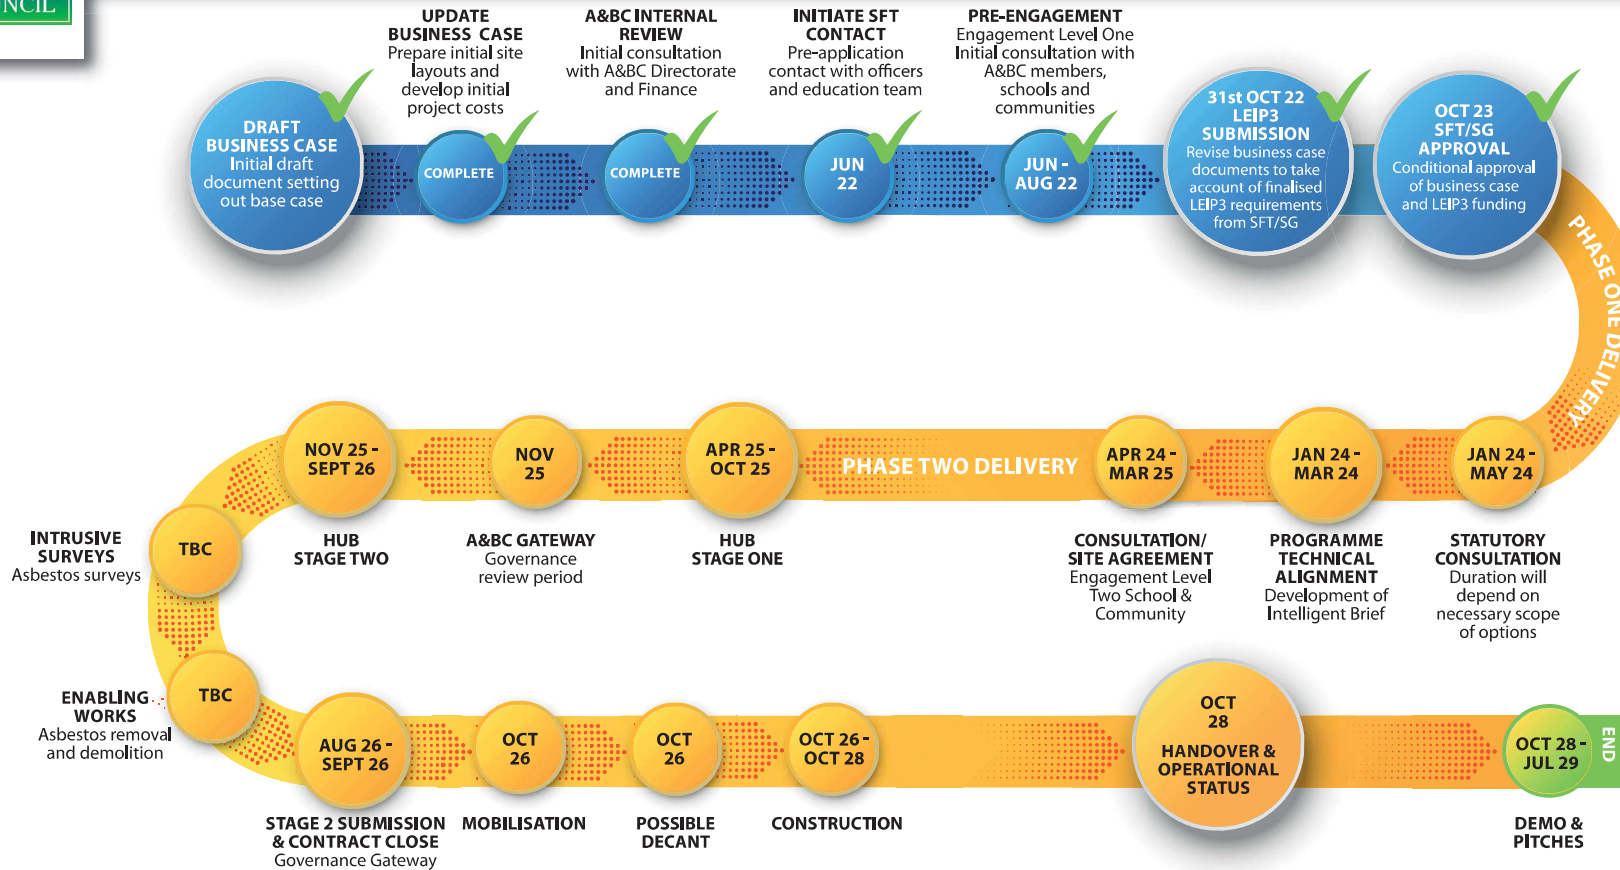 UPDATE
BUSINESS CASE
Prepare initial site
layouts and
develop initial
project costs
A&BC INTERNAL
REVIEW
Initial consultation
with A&BC Directorate
and Finance
INITIATE SFT
CONTACT
Pre-application
contact with officers
and education team
PRE-ENGAGEMENT
Engagement Level One
Initial consultation with
A&BC members,
schools and
communities
DRAFT
BUSINESS CASE
Initial draft
document setting
out base case
COMPLETE
COMPLETE
JUN
22
JUN -
AUG 22
31st OCT 22
LEIP3
SUBMISSION
Revise business case
documents to take
account of finalised
LEIP3 requirements
from SFT/SG
OCT 23
SFT/SG
APPROVAL
Conditional approval
of business case
and LEIP3 funding
PHASE ONE DELIVERY
JAN 24 -
MAY 24
STATUTORY
CONSULTATION
Duration will
depend on
necessary scope
of options
JAN 24 -
MAR 24
PROGRAMME
TECHNICAL
ALIGNMENT
Development of
Intelligent Brief
APR 24 -
MAR 25
CONSULTATION/
SITE AGREEMENT
Engagement Level
Two School &
Community
PHASE TWO DELIVERY
APR 25 -
OCT 25
HUB
STAGE ONE
NOV
25
A&BC GATEWAY
Governance
review period
NOV 25 -
SEPT 26
HUB
STAGE TWO
INTRUSIVE
SURVEYS
Asbestos surveys
TBC
ENABLING
WORKS
Asbestos removal
and demolition
TBC
AUG 26 -
SEPT 26
STAGE 2 SUBMISSION
& CONTRACT CLOSE
Governance Gateway
OCT
26
MOBILISATION
OCT
26
POSSIBLE
DECANT
OCT 26 -
OCT 28
CONSTRUCTION
OCT
28
HANDOVER &
OPERATIONAL
STATUS
OCT 28 -
JUL 29
DEMO &
PITCHES
END